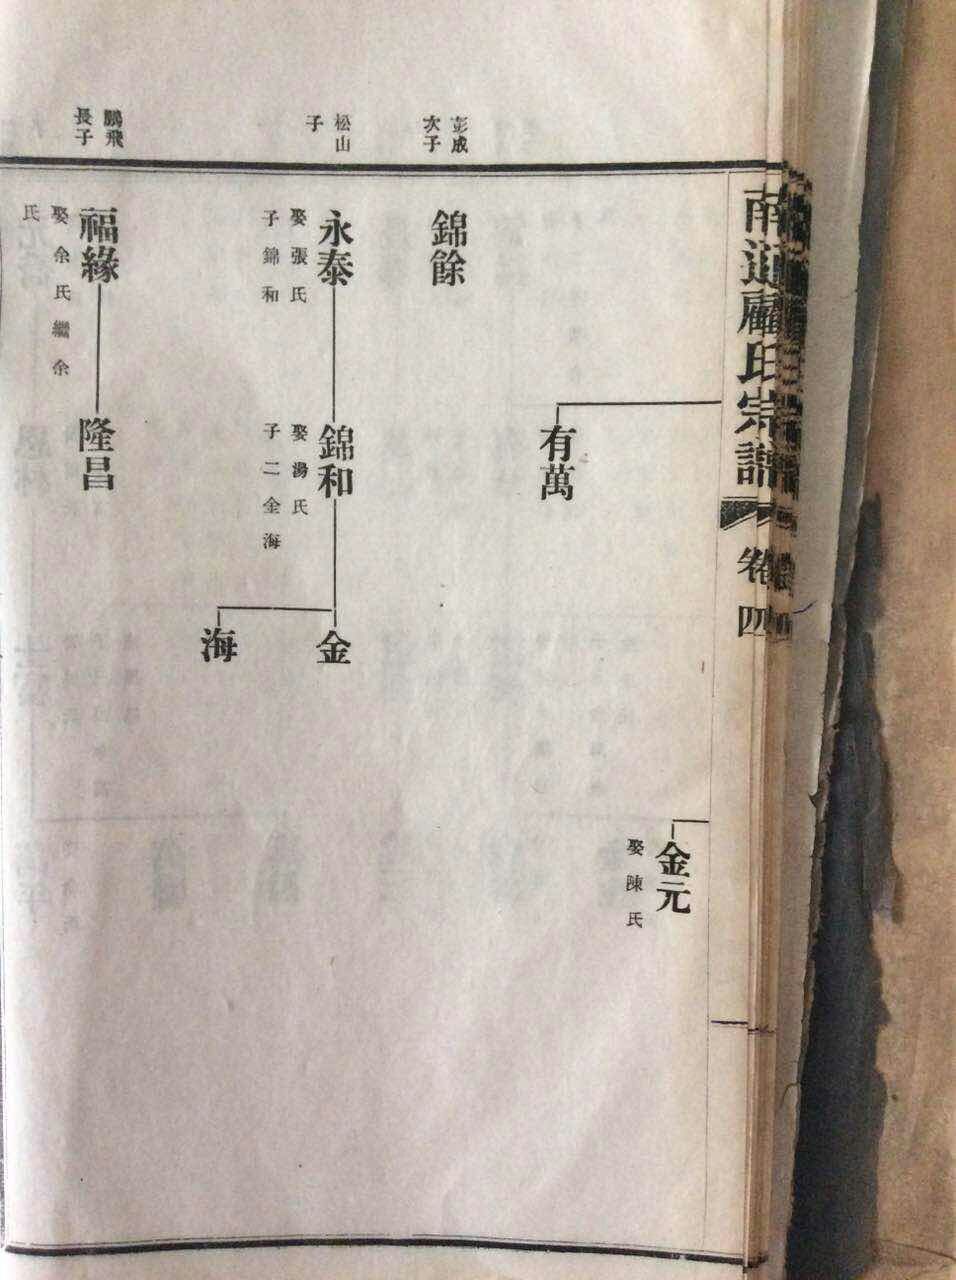 南通顧氏宗譜
卷四
金元
娶陳氏
有萬
彭成
次子
錦餘
松山
子
永泰
娶張氏
子錦和
錦和
娶湯氏
子二金海
金
海
鵬飛
長子
福緣
娶余氏繼余
氏
隆昌